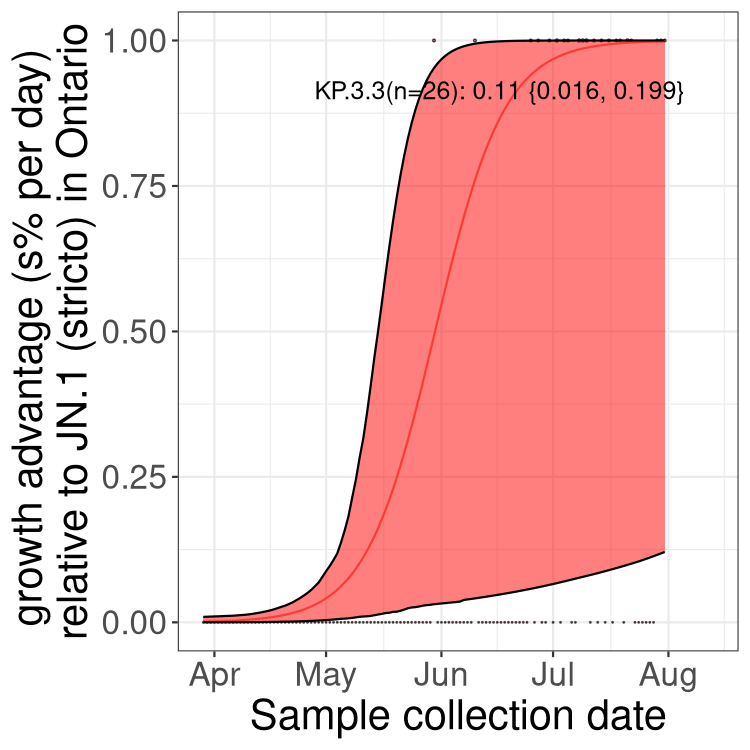 growth advantage (s% per day)
relative to JN.1 (stricto) in Ontario
1.00
0.75
0.50
0.25
0.00
KP.3.3(n=26): 0.11 {0.016, 0.199}
Apr May Jun Jul Aug
Sample collection date